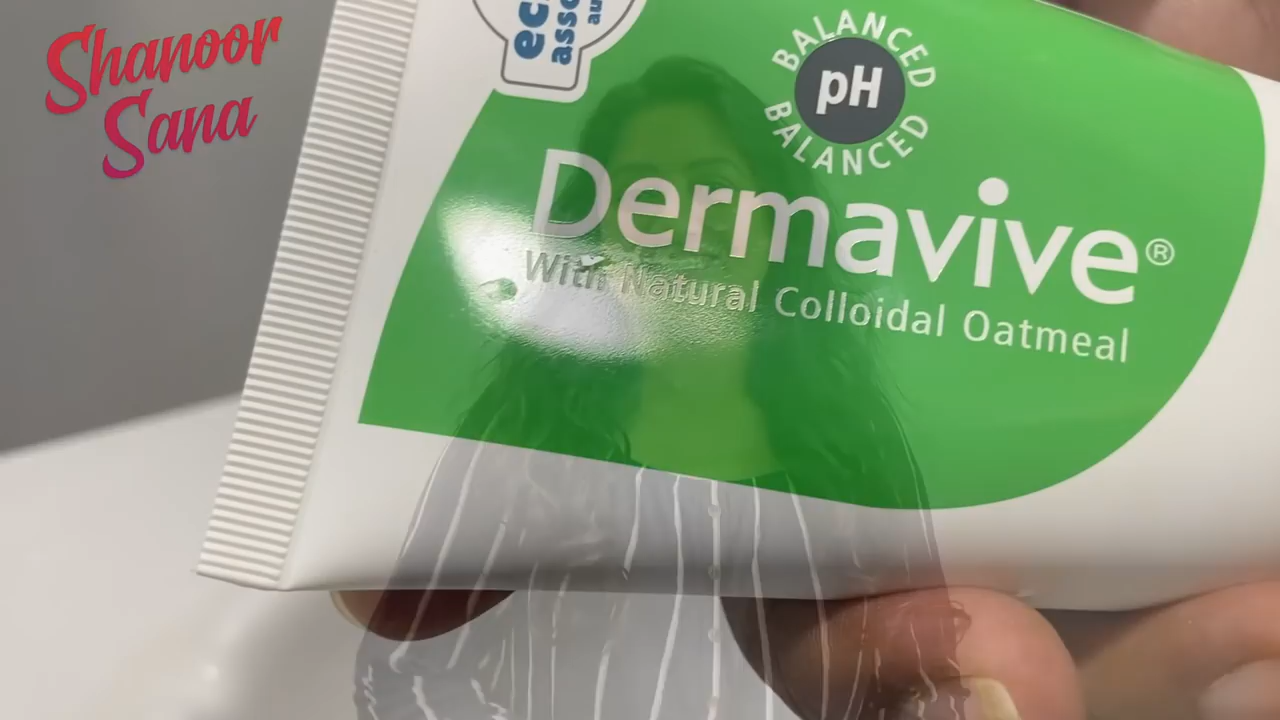 Shanoor
Sana
BALANCED
pH
BALANCED
Dermavive®
With Natural Colloidal Oatmeal